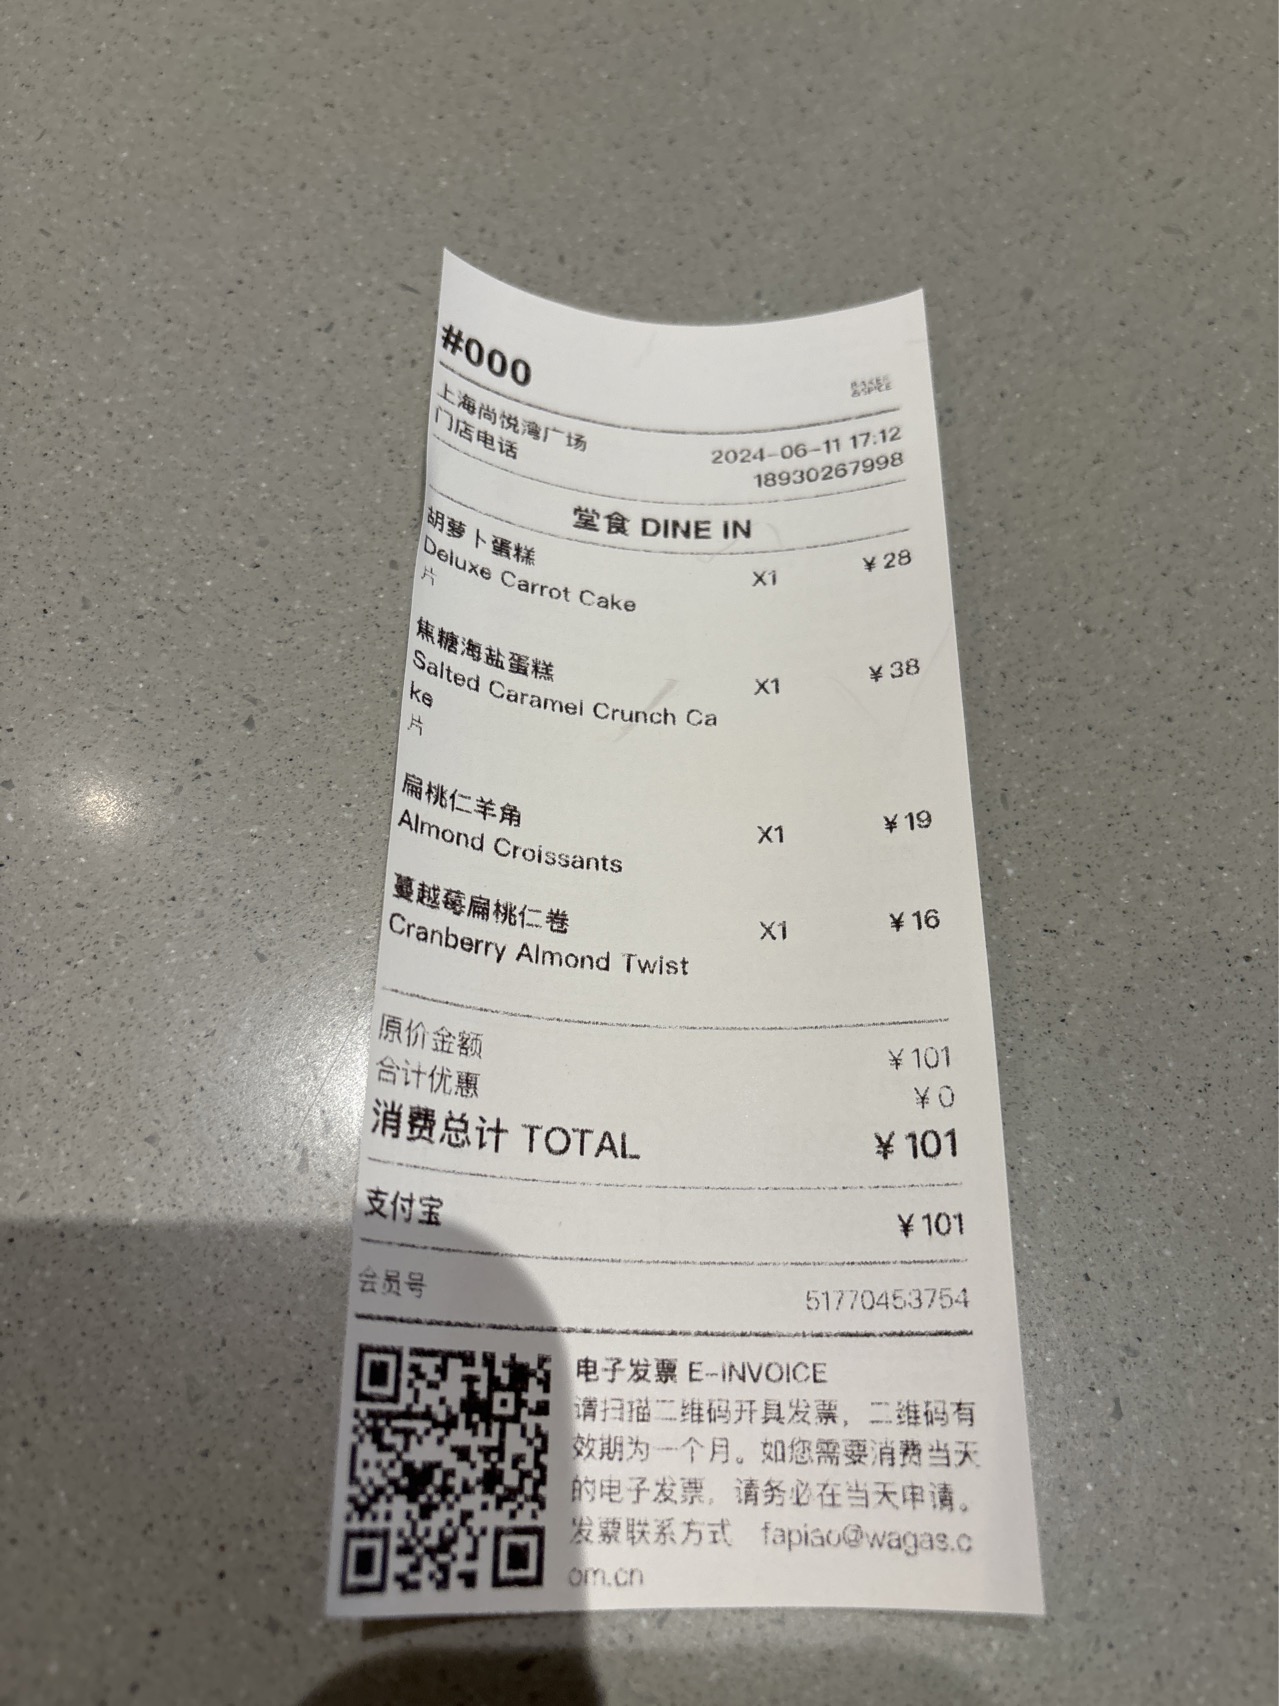 #000
BAKER
&SPICE
上海尚悦湾广场 2024-06-11 17:12
门店电话 18930267998
堂食 DINE IN
胡萝卜蛋糕
Deluxe Carrot Cake X1 ¥28
片
焦糖海盐蛋糕
Salted Caramel Crunch Ca X1 ¥38
ke
片
扁桃仁羊角
Almond Croissants X1 ¥19
蔓越莓扁桃仁卷
Cranberry Almond Twist X1 ¥16
原价金额 ¥101
合计优惠 ¥0
消费总计 TOTAL ¥101
支付宝 ¥101
会员号 51770453754
电子发票 E-INVOICE
请扫描二维码开具发票，二维码有
效期为一个月。如您需要消费当天
的电子发票，请务必在当天申请。
发票联系方式 fapiao@wagas.c
om.cn